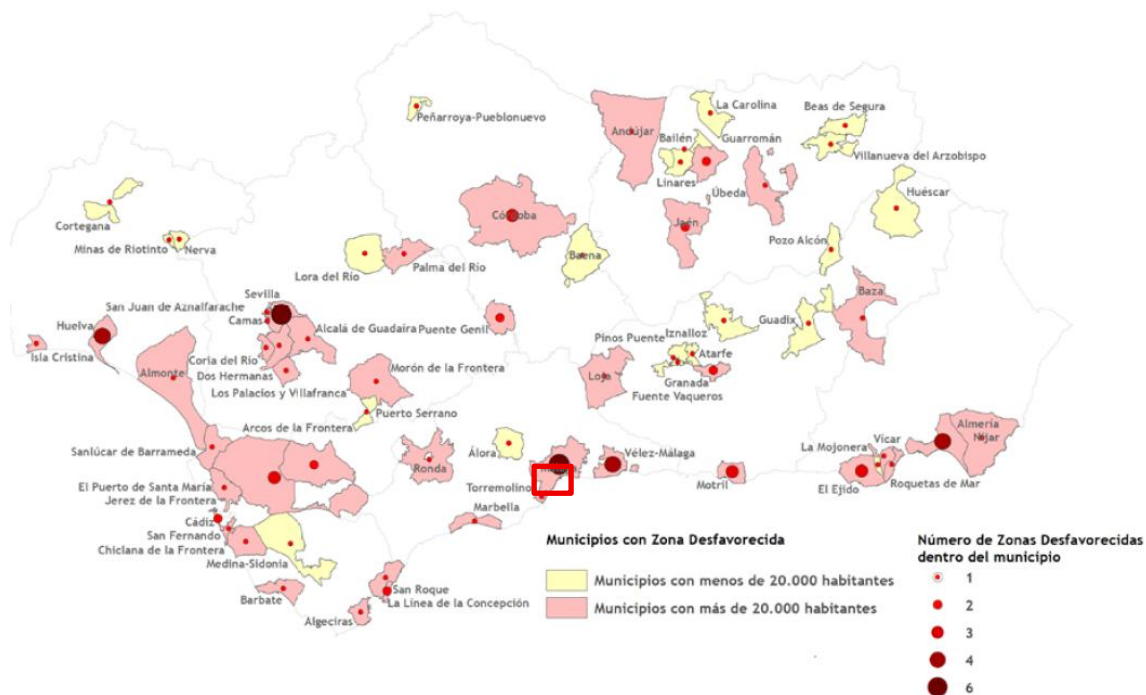 La Carolina
Beas de Segura
Peñarroya-Pueblonuevo
Andújar
Bailén
Guarromán
Villanueva del Arzobispo
Linares
Úbeda
Huéscar
Cortegana
Córdoba
Jaén
Minas de Riotinto
Nerva
Baena
Pozo Alcón
Lora del Río
Palma del Río
Sevilla
Baza
San Juan de Aznalfarache
Huelva
Camas
Alcalá de Guadaíra
Puente Genil
Iznalloz
Guadix
Pinos Puente
Atarfe
Isla Cristina
Coria del Río
Almonte
Dos Hermanas
Morón de la Frontera
Loja
Granada
Los Palacios y Villafranca
Fuente Vaqueros
Puerto Serrano
Arcos de la Frontera
Almería
Níjar
Vícar
La Mojonera
Sanlúcar de Barrameda
Álora
Ronda
Vélez-Málaga
El Puerto de Santa María
Torremolino
Motril
El Ejido
Roquetas de Mar
Jerez de la Frontera
Marbella
Cádiz
San Fernando
Chiclana de la Frontera
Medina-Sidonia
Barbate
San Roque
La Línea de la Concepción
Algeciras
Municipios con Zona Desfavorecida
Municipios con menos de 20.000 habitantes
Municipios con más de 20.000 habitantes
Número de Zonas Desfavorecidas
dentro del municipio
1
2
3
4
6